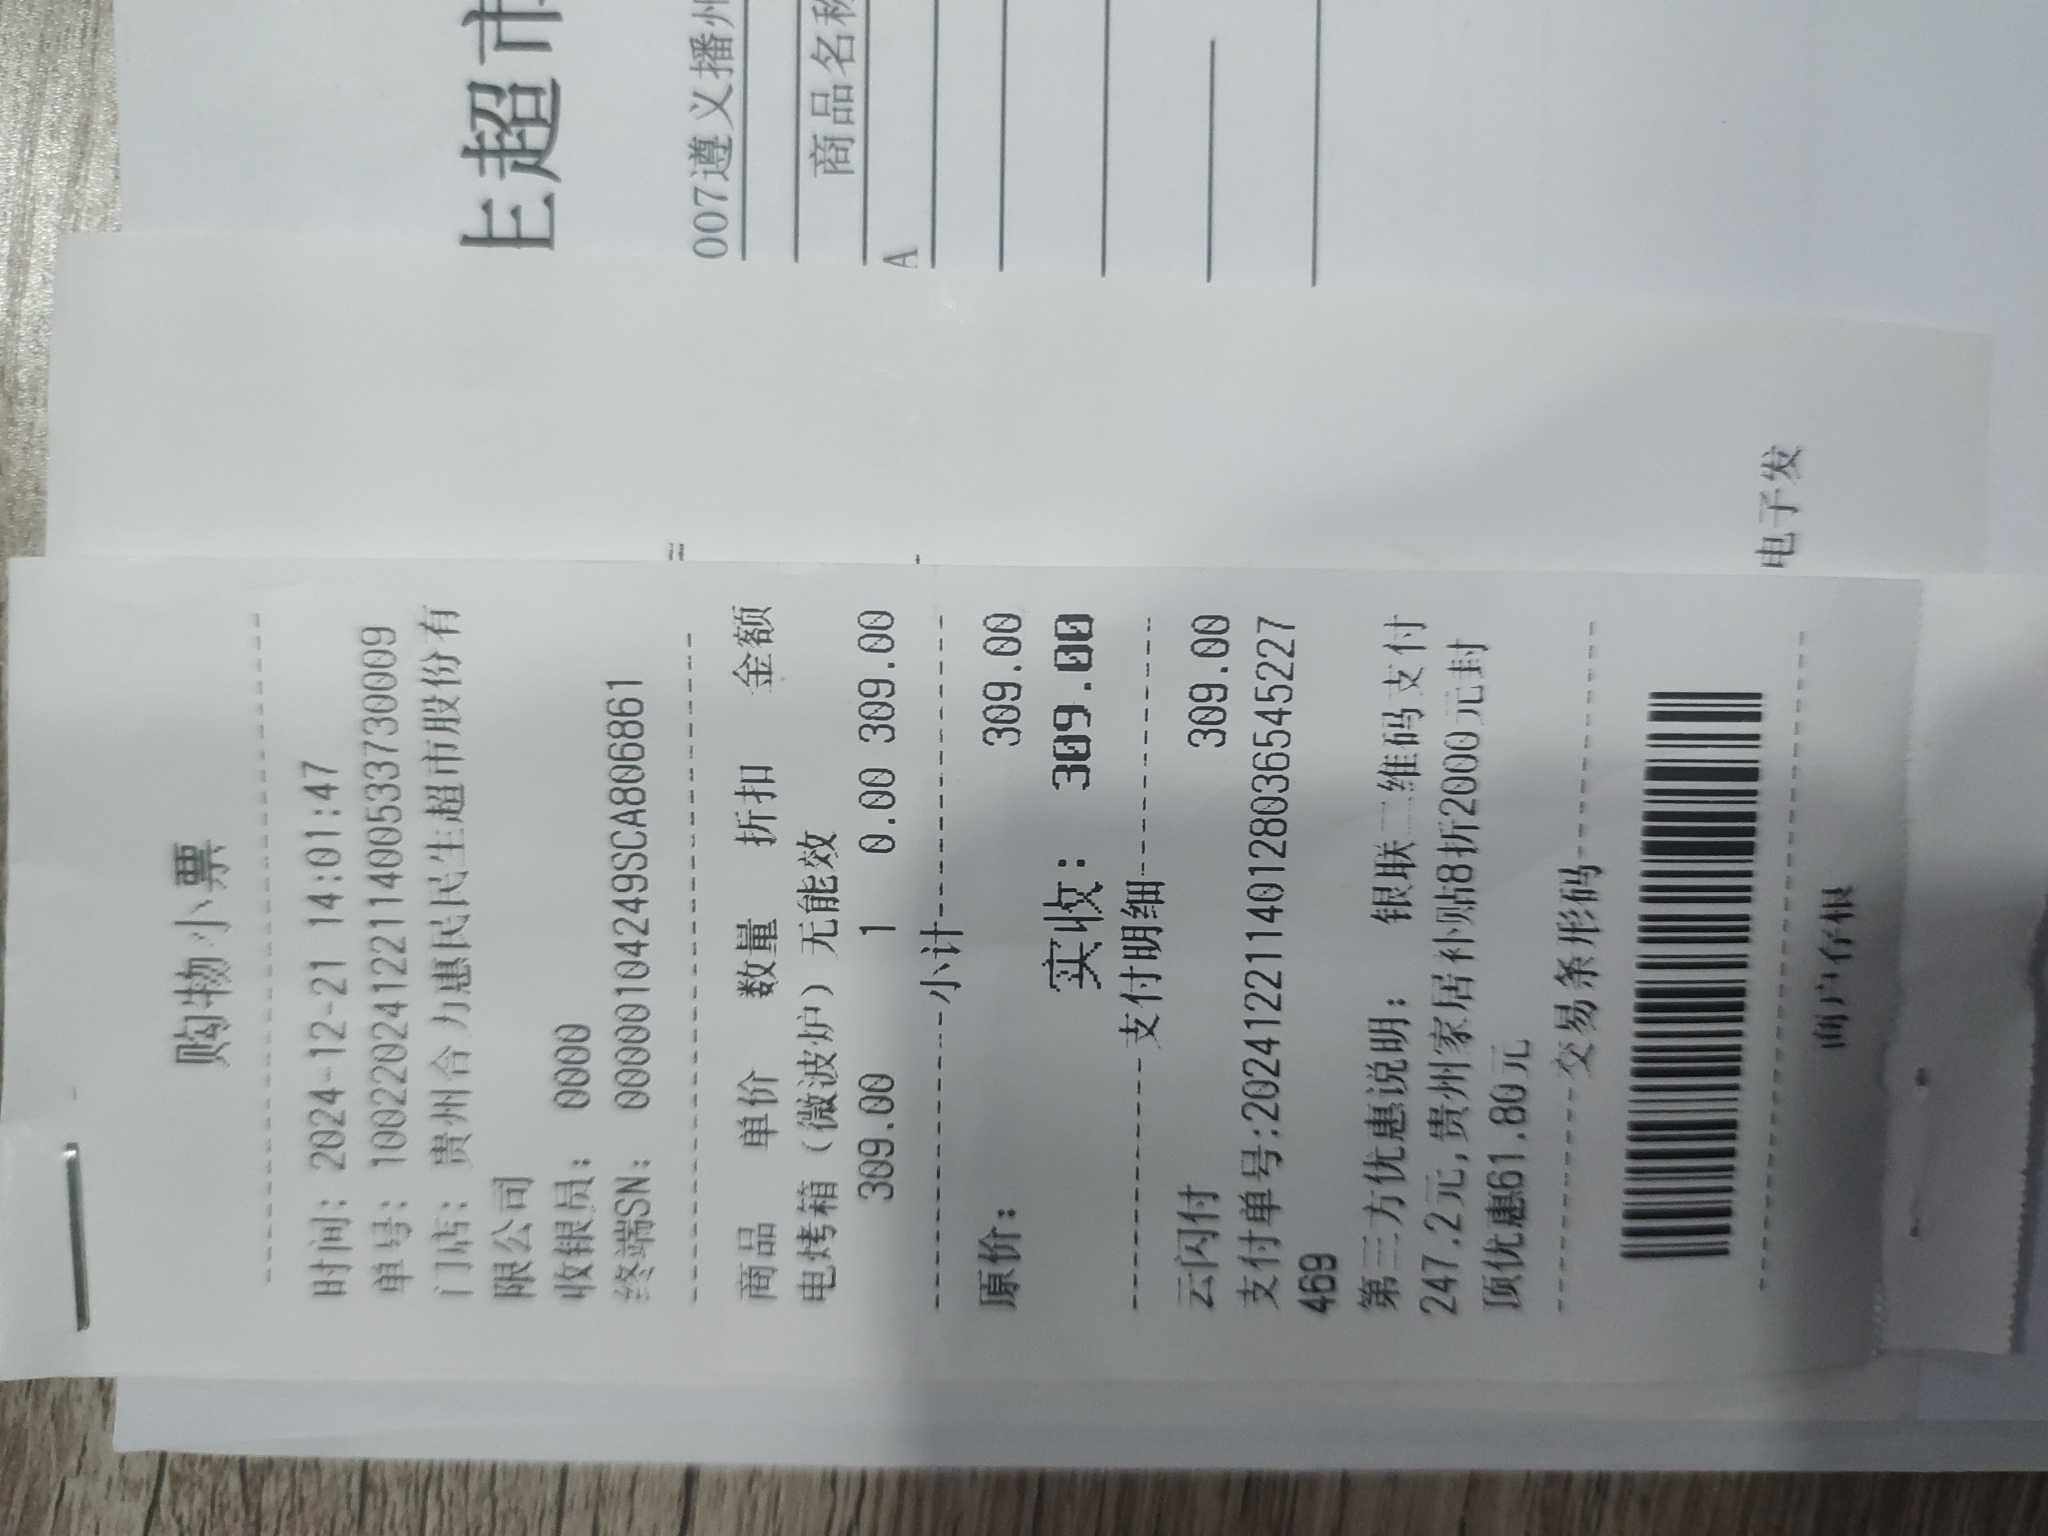 购物小票
时间: 2024-12-21 14:01:47
单号: 10022024122114005337730009
门店: 贵州合力惠民民生超市股份有
限公司
收银员: 0000
终端SN: 00000104249SCA806861
商品 单价 数量 折扣 金额
电烤箱（微波炉）无能效
309.00 1 0.00 309.00
小计
原价: 309.00
实收: 309.00
支付明细
云闪付 309.00
支付单号:20241221140128036545227
469
第三方优惠说明: 银联二维码支付
247.2元,贵州家居补贴8折2000元封
顶优惠61.80元
交易条形码
商户存根
电子发
生超市
007遵义播州
商品名称
A